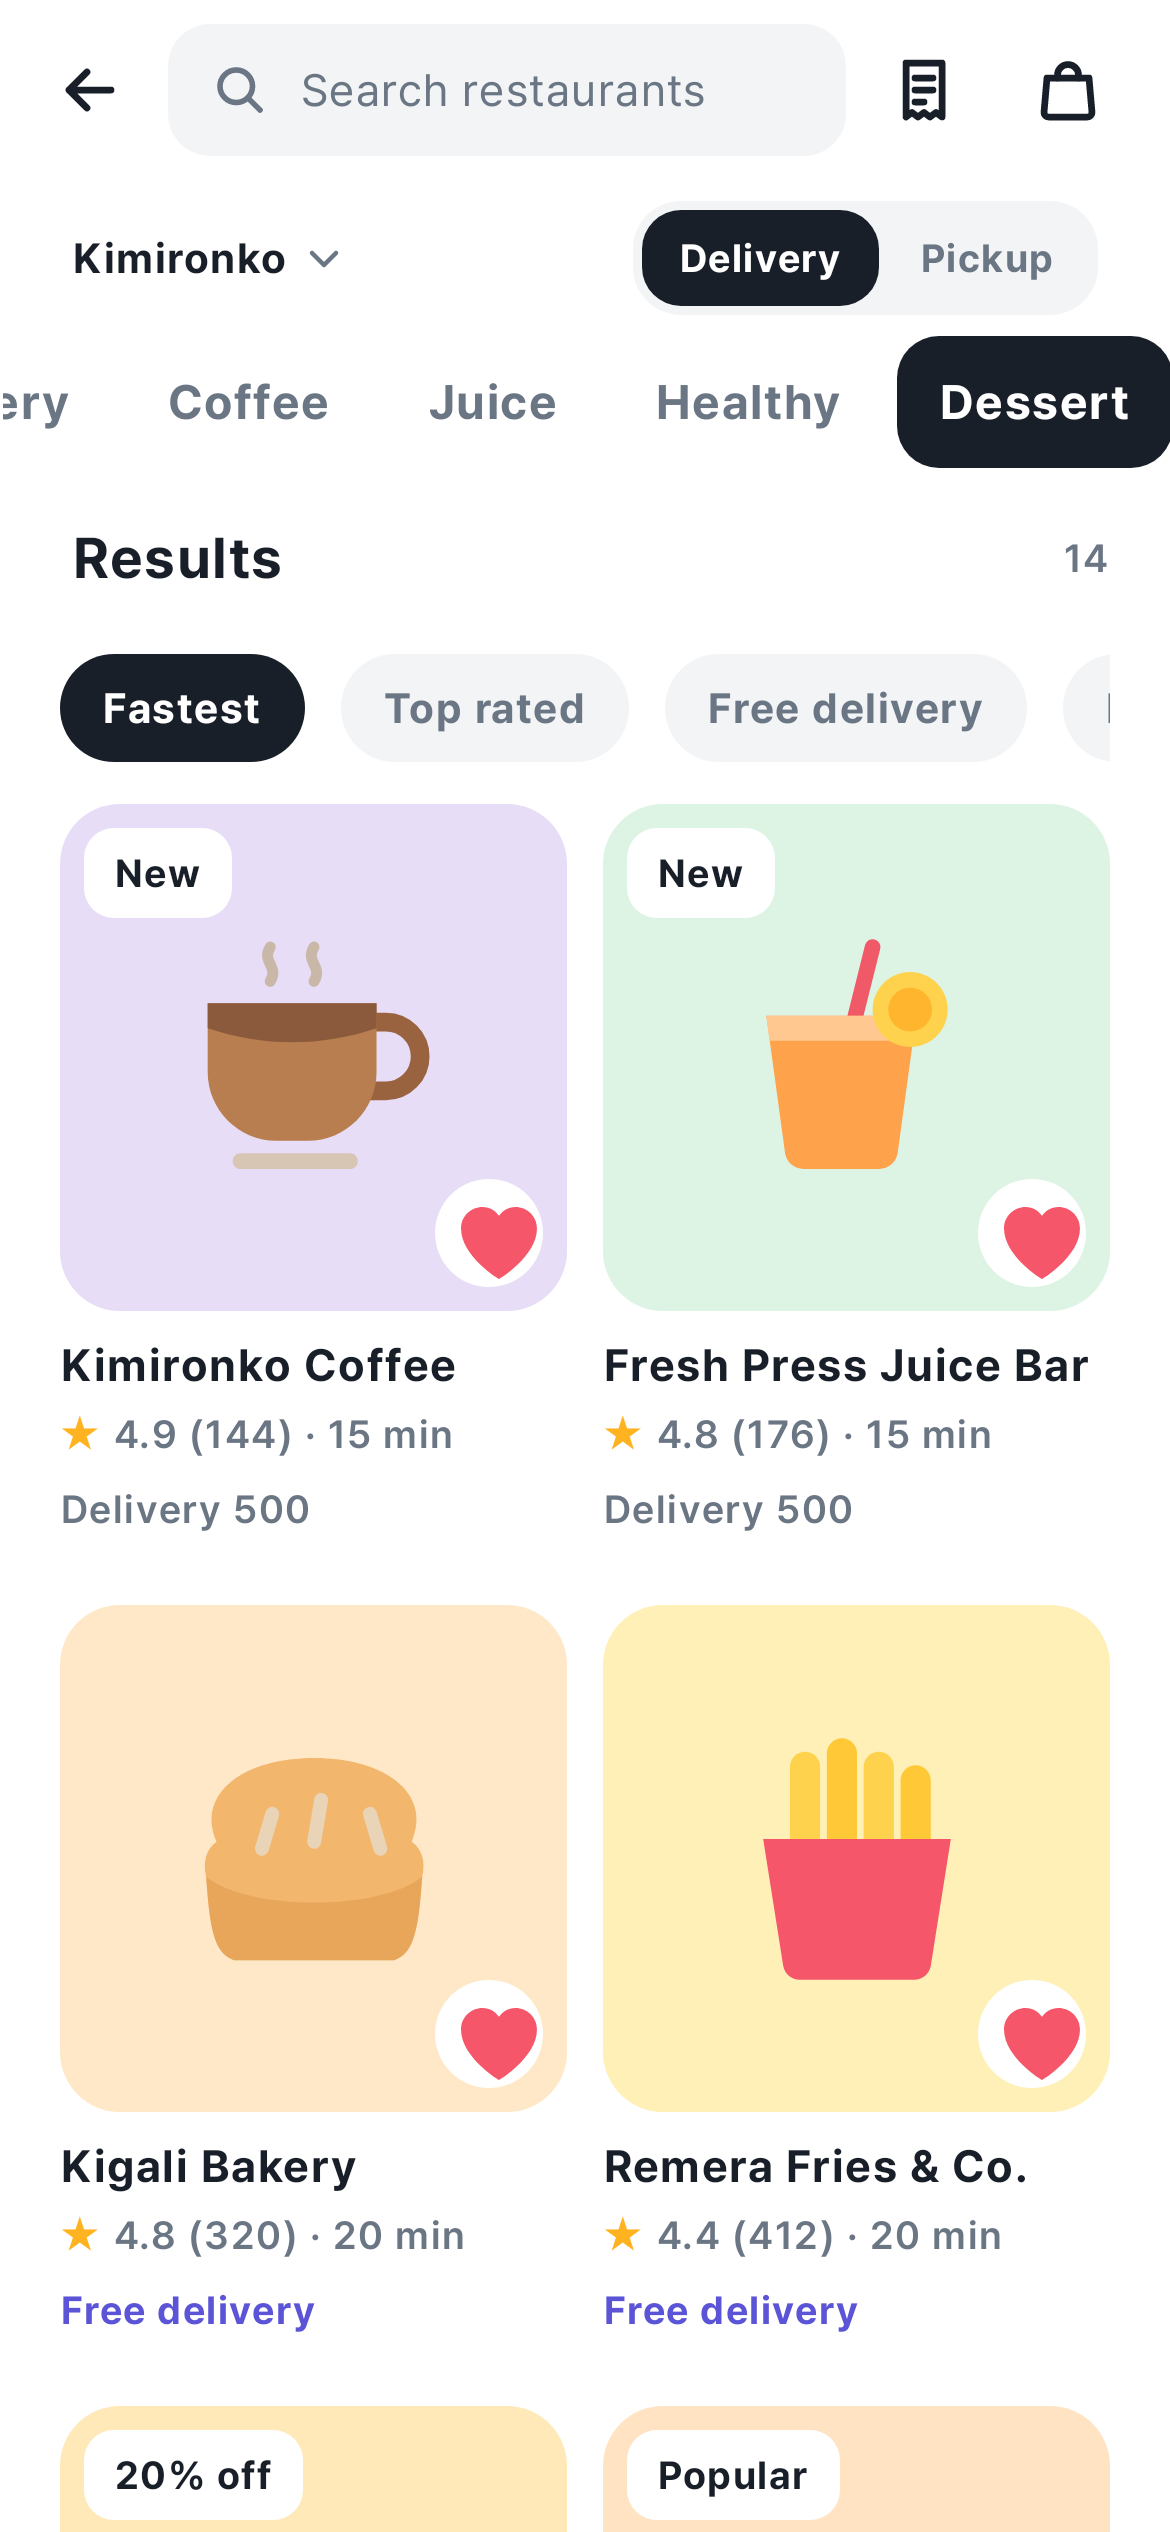 Search restaurants
Kimironko
Delivery Pickup
ery Coffee Juice Healthy Dessert
Results 14
Fastest Top rated Free delivery
New New
Kimironko Coffee Fresh Press Juice Bar
★ 4.9 (144) · 15 min ★ 4.8 (176) · 15 min
Delivery 500 Delivery 500
Kigali Bakery Remera Fries & Co.
★ 4.8 (320) · 20 min ★ 4.4 (412) · 20 min
Free delivery Free delivery
20% off Popular